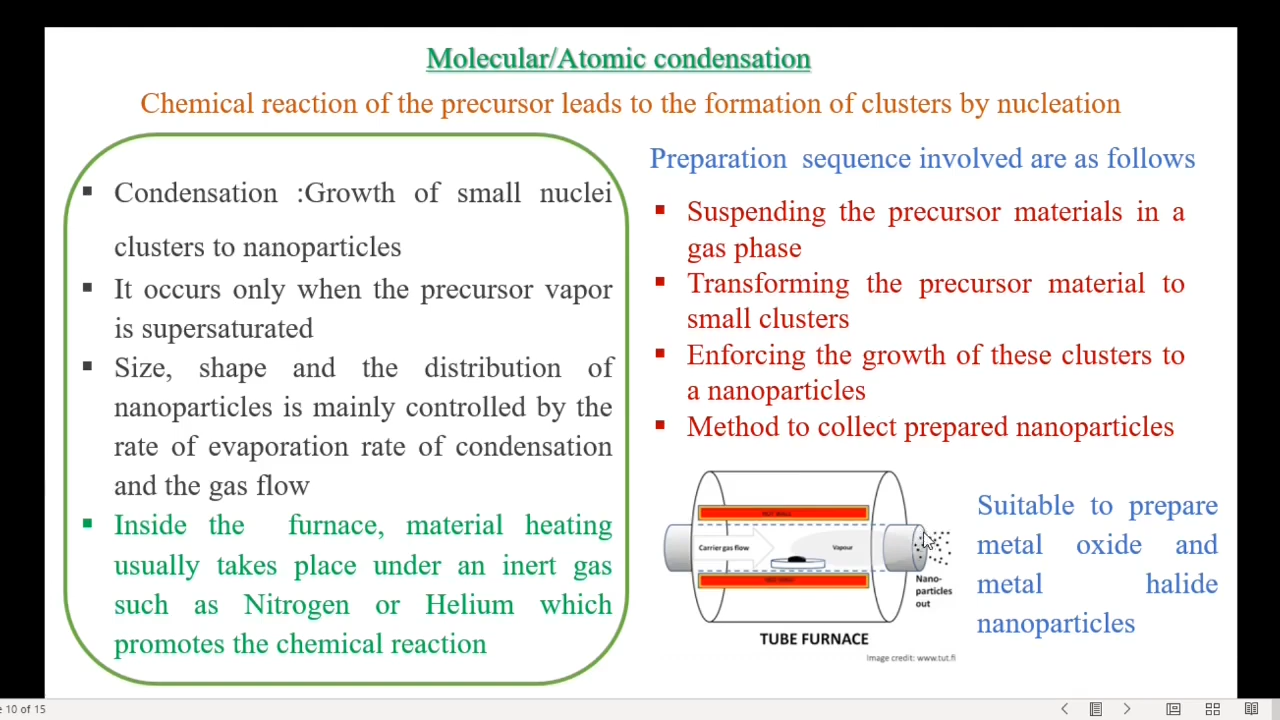 Molecular/Atomic condensation
Chemical reaction of the precursor leads to the formation of clusters by nucleation
▪ Condensation :Growth of small nuclei
clusters to nanoparticles
▪ It occurs only when the precursor vapor
is supersaturated
▪ Size, shape and the distribution of
nanoparticles is mainly controlled by the
rate of evaporation rate of condensation
and the gas flow
▪ Inside the furnace, material heating
usually takes place under an inert gas
such as Nitrogen or Helium which
promotes the chemical reaction
Preparation sequence involved are as follows
▪ Suspending the precursor materials in a
gas phase
▪ Transforming the precursor material to
small clusters
▪ Enforcing the growth of these clusters to
a nanoparticles
▪ Method to collect prepared nanoparticles
Carrier gas flow
Vapour
Nano-
particles
out
TUBE FURNACE
Image credit: www.tut.fi
Suitable to prepare
metal oxide and
metal halide
nanoparticles
10 of 15